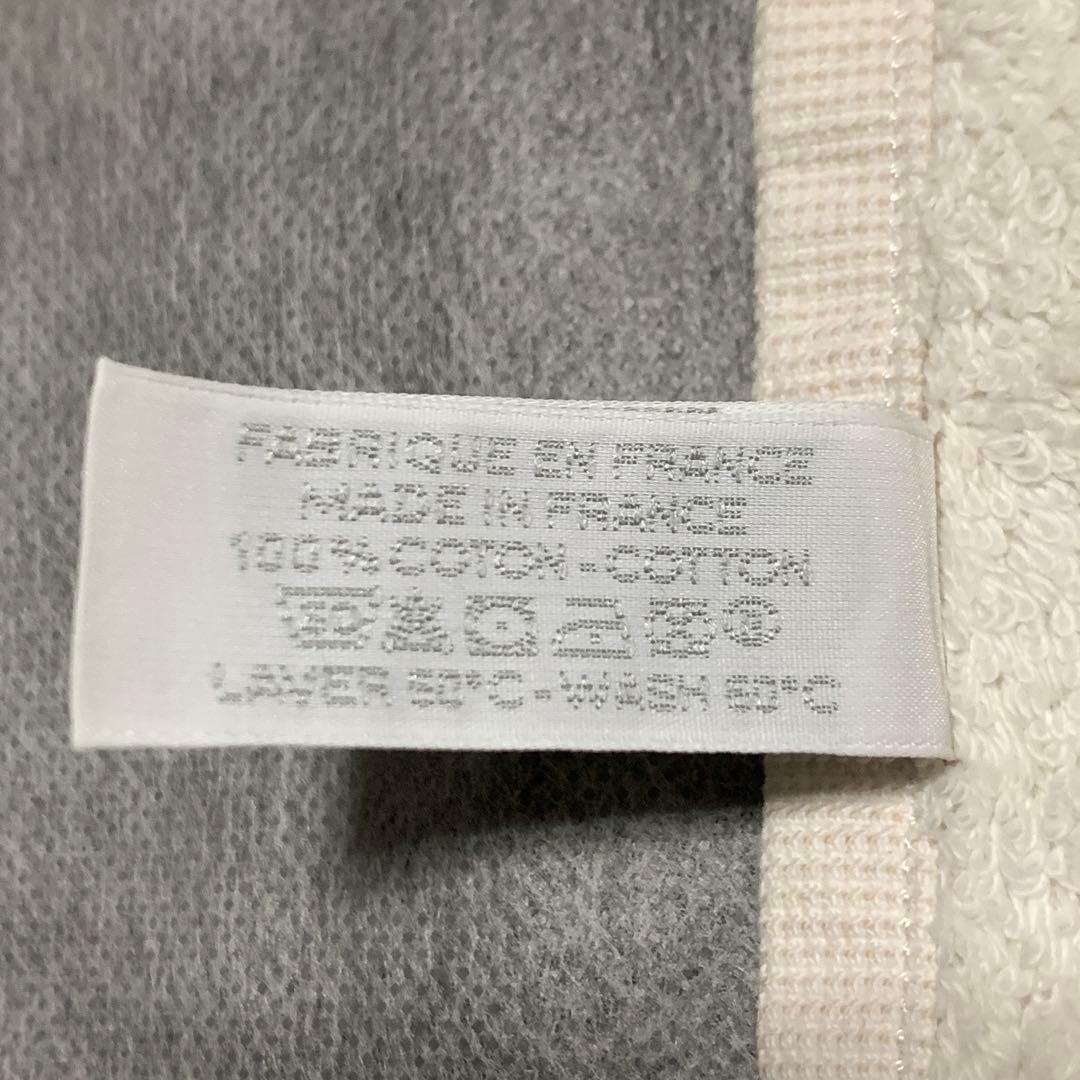 FABRIQUE EN FRANCE
MADE IN FRANCE
100% COTON - COTTON
LAVER 60°C - WASH 60°C